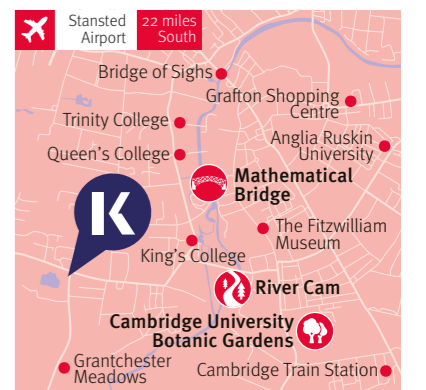 Stansted
Airport
22 miles
South
Bridge of Sighs
Grafton Shopping
Centre
Trinity College
Anglia Ruskin
University
Queen's College
Mathematical
Bridge
K
The Fitzwilliam
Museum
King's College
River Cam
Cambridge University
Botanic Gardens
Grantchester
Meadows
Cambridge Train Station